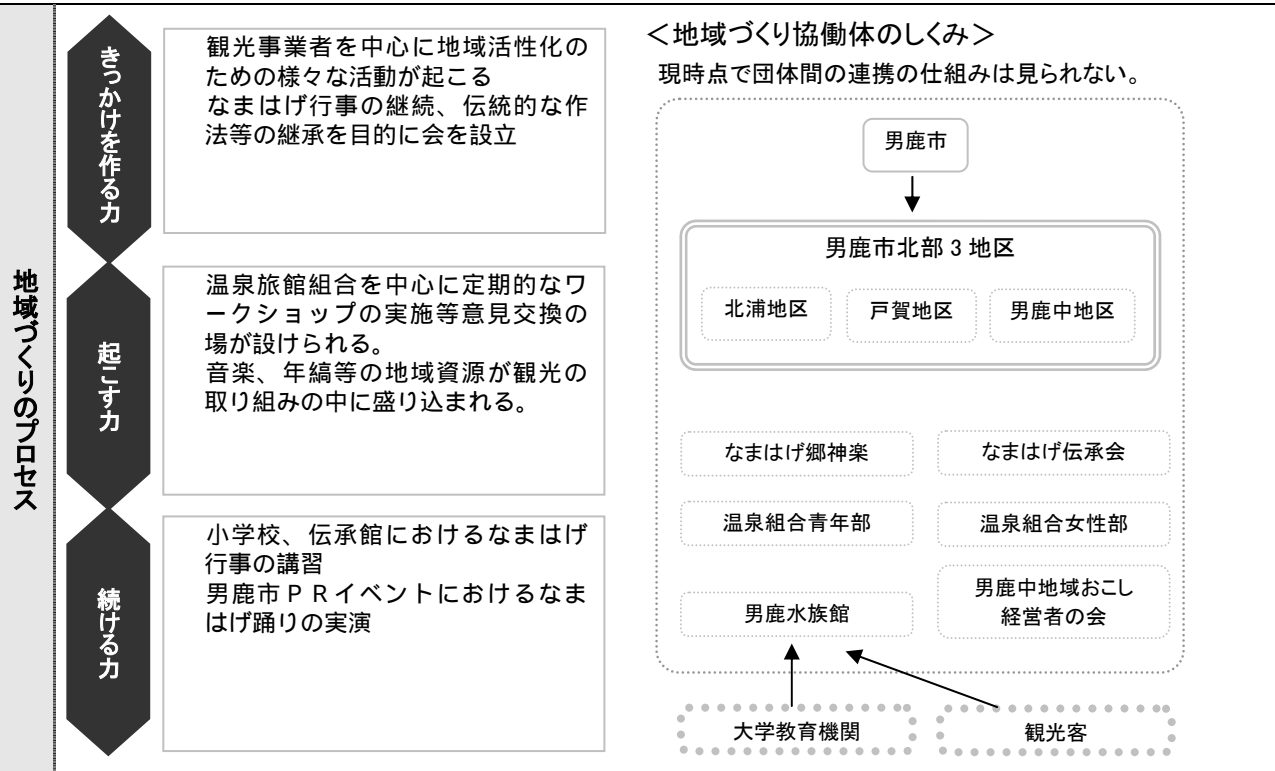 地域づくりのプロセス
きっかけを作る力
観光事業者を中心に地域活性化の
ための様々な活動が起こる
なまはげ行事の継続、伝統的な作
法等の継承を目的に会を設立
起こす力
温泉旅館組合を中心に定期的なワ
ークショップの実施等意見交換の
場が設けられる。
音楽、年縞等の地域資源が観光の
取り組みの中に盛り込まれる。
続ける力
小学校、伝承館におけるなまはげ
行事の講習
男鹿市ＰＲイベントにおけるなま
はげ踊りの実演
＜地域づくり協働体のしくみ＞
現時点で団体間の連携の仕組みは見られない。
男鹿市
男鹿市北部３地区
北浦地区 戸賀地区 男鹿中地区
なまはげ郷神楽 なまはげ伝承会
温泉組合青年部 温泉組合女性部
男鹿水族館
男鹿中地域おこし
経営者の会
大学教育機関 観光客